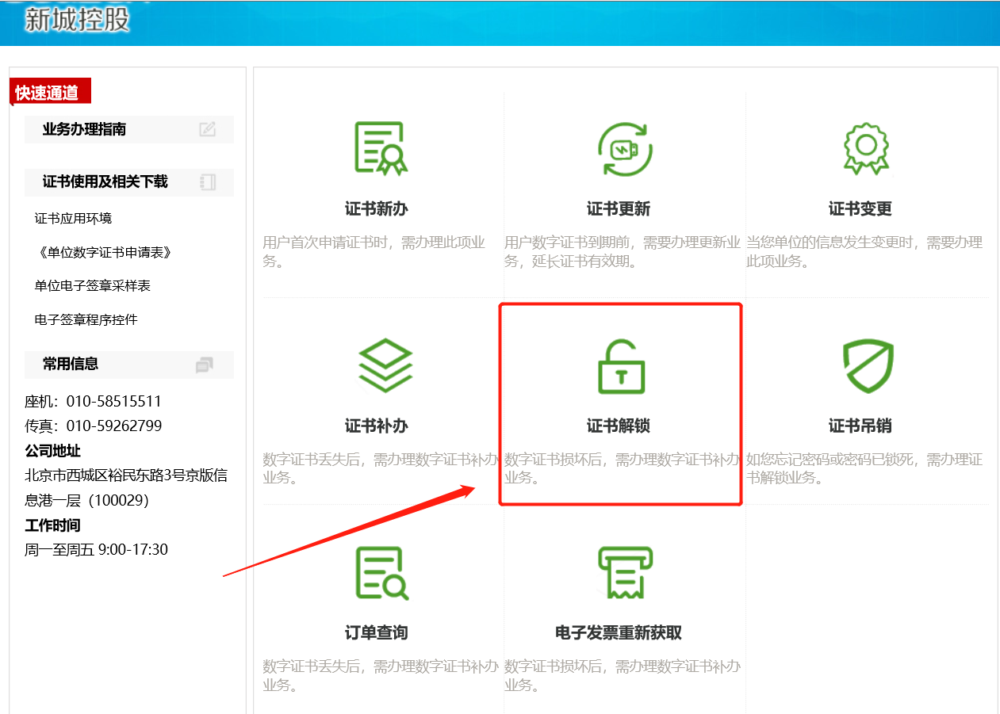 新城控股
快速通道
业务办理指南
证书使用及相关下载
证书应用环境
《单位数字证书申请表》
单位电子签章采样表
电子签章程序控件
常用信息
座机：010-58515511
传真：010-59262799
公司地址
北京市西城区裕民东路3号京版信
息港一层（100029）
工作时间
周一至周五 9:00-17:30
证书新办
用户首次申请证书时，需办理此项业
务。
证书更新
用户数字证书到期前，需要办理更新业
务，延长证书有效期。
证书变更
当您单位的信息发生变更时，需要办理
此项业务。
证书补办
数字证书丢失后，需办理数字证书补办
业务。
证书解锁
数字证书损坏后，需办理数字证书补办
业务。
证书吊销
如您忘记密码或密码已锁死，需办理证
书解锁业务。
订单查询
数字证书丢失后，需办理数字证书补办
业务。
电子发票重新获取
数字证书损坏后，需办理数字证书补办
业务。